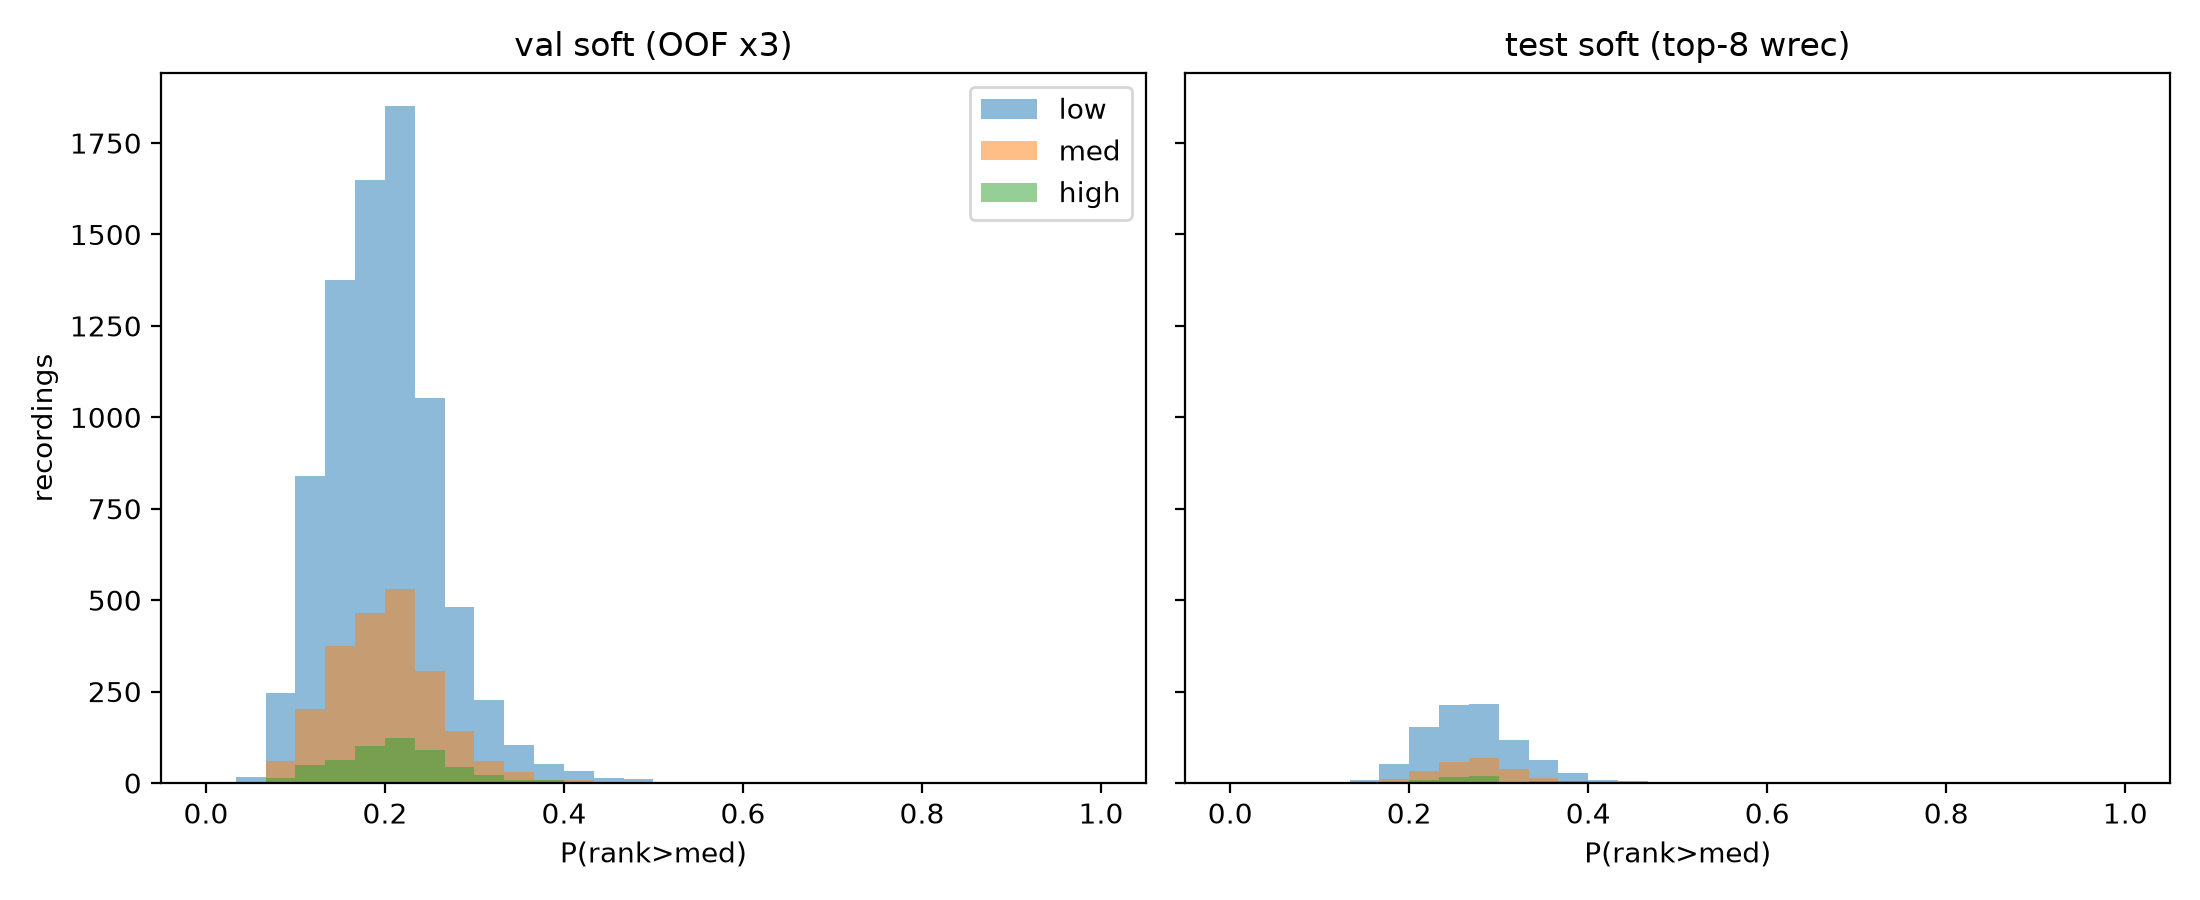 val soft (OOF x3)
low
med
high
recordings
1750
1500
1250
1000
750
500
250
0
0.0 0.2 0.4 0.6 0.8 1.0
P(rank>med)
test soft (top-8 wrec)
0.0 0.2 0.4 0.6 0.8 1.0
P(rank>med)